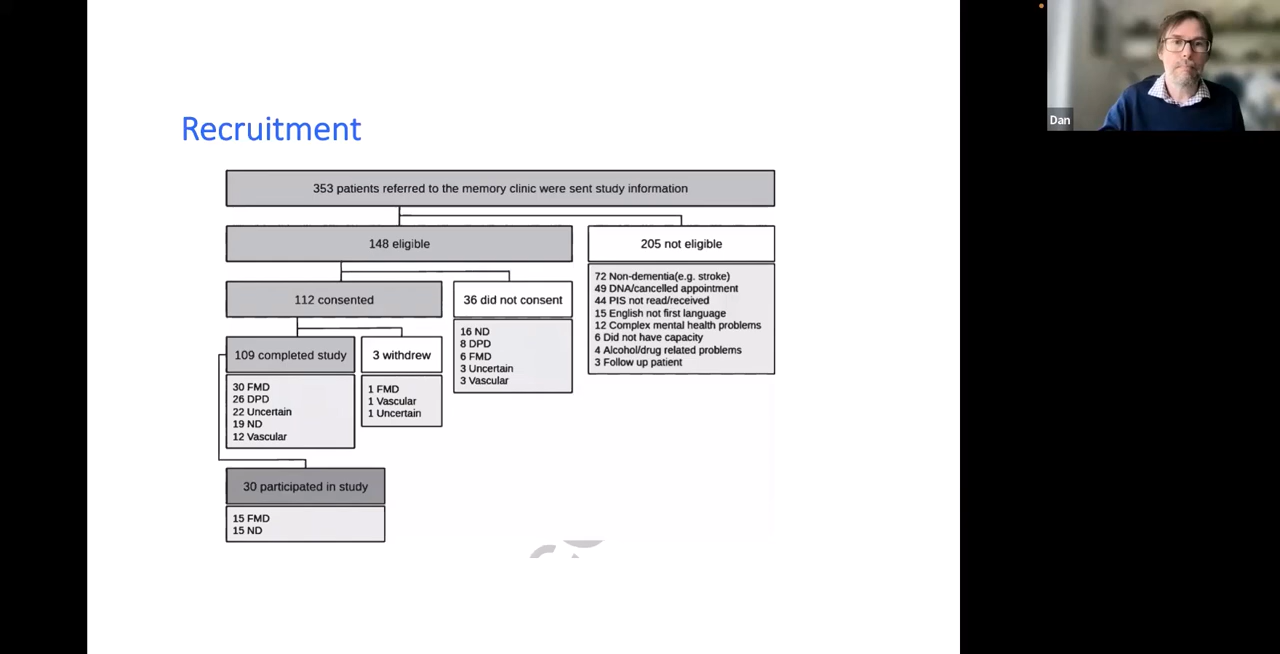 Recruitment
353 patients referred to the memory clinic were sent study information
148 eligible
205 not eligible
72 Non-dementia(e.g. stroke)
49 DNA/cancelled appointment
44 PIS not read/received
15 English not first language
12 Complex mental health problems
6 Did not have capacity
4 Alcohol/drug related problems
3 Follow up patient
112 consented
36 did not consent
16 ND
8 DPD
6 FMD
3 Uncertain
3 Vascular
109 completed study
3 withdrew
30 FMD
26 DPD
22 Uncertain
19 ND
12 Vascular
1 FMD
1 Vascular
1 Uncertain
30 participated in study
15 FMD
15 ND
Dan